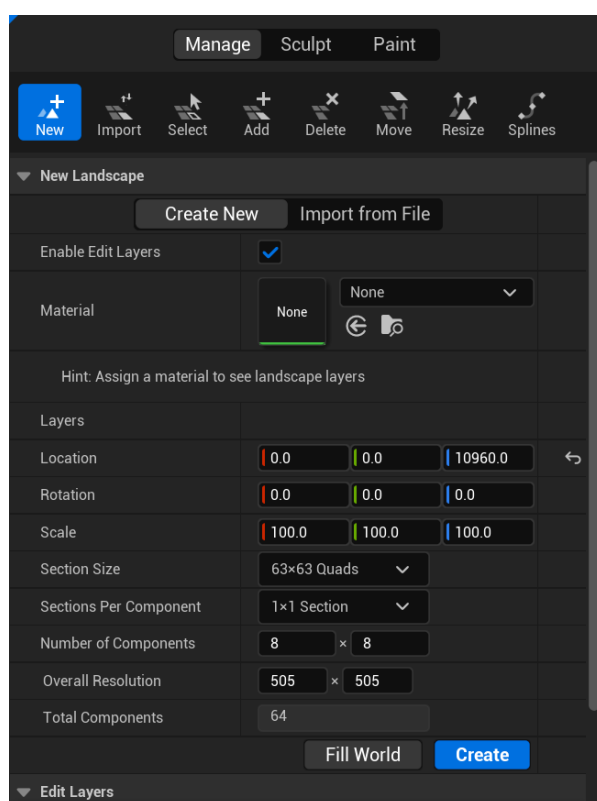 Manage Sculpt Paint
New Import Select Add Delete Move Resize Splines
New Landscape
Create New Import from File
Enable Edit Layers
Material None None
Hint: Assign a material to see landscape layers
Layers
Location 0.0 0.0 10960.0
Rotation 0.0 0.0 0.0
Scale 100.0 100.0 100.0
Section Size 63×63 Quads
Sections Per Component 1×1 Section
Number of Components 8 × 8
Overall Resolution 505 × 505
Total Components 64
Fill World Create
Edit Layers